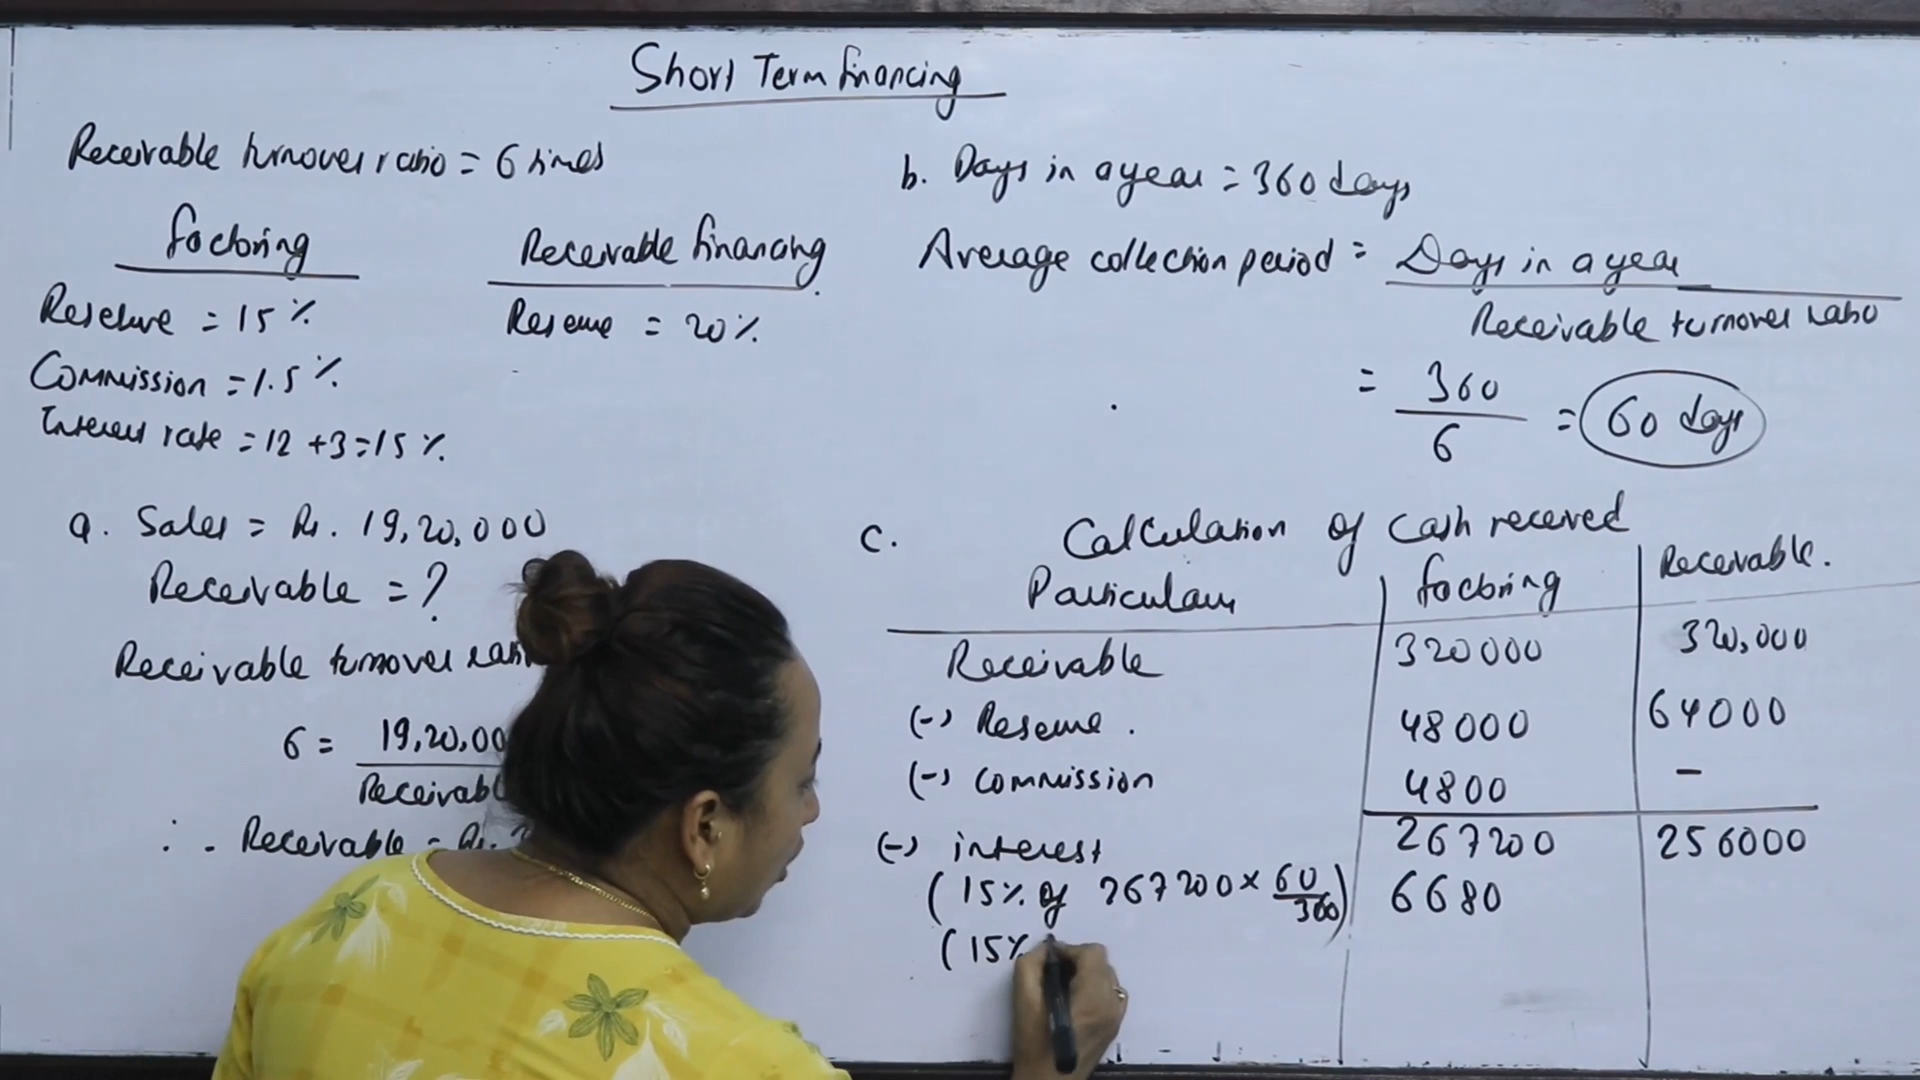 Short Term financing
Receivable turnover ratio = 6 times
factoring
Reserve = 15 %
Commission = 1.5 %
Interest rate = 12 + 3 = 15 %
Receivable financing
Reserve = 20 %
a. Sales = Rs. 19,20,000
Receivable = ?
Receivable turnover
6 = 19,20,00
Receivabl
∴ Receivable = Rs.
b. Days in a year = 360 days
Average collection period = Days in a year
Receivable turnover ratio
= 360 = 60 days
6
c. Calculation of Cash received
Particulars factoring Receivable.
Receivable 320000 320,000
(-) Reserve . 48000 64000
(-) Commission 4800 -
267200 256000
(-) interest
(15% of 267200 × 60/360) 6680
(15%